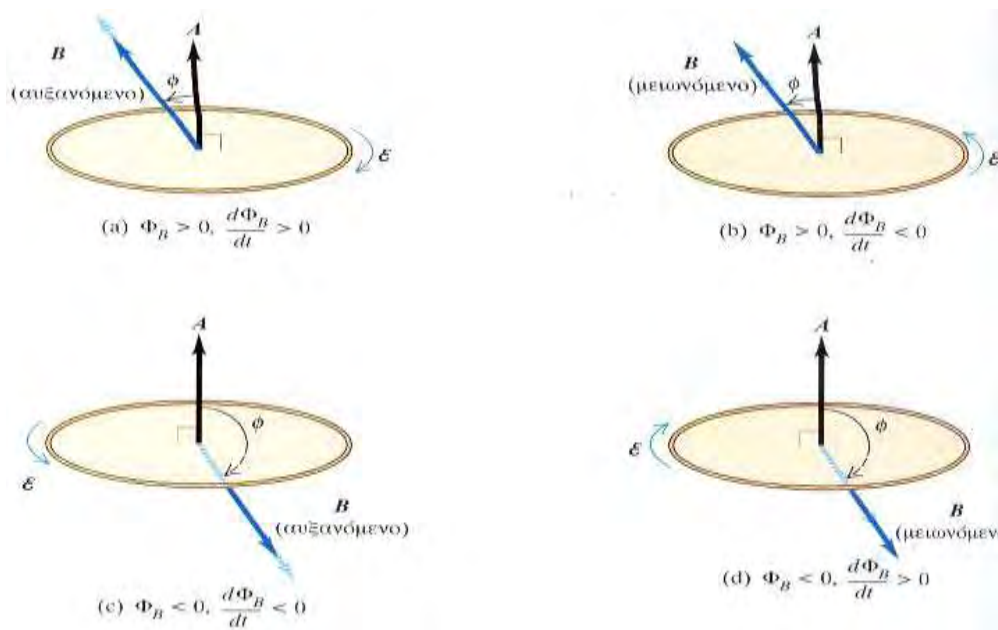 A
B
(αυξανόμενο)
ϕ
ℰ
(a) Φ_B > 0, dΦ_B/dt > 0
A
B
(μειωνόμενο)
ϕ
ℰ
(b) Φ_B > 0, dΦ_B/dt < 0
A
ϕ
ℰ
B
(αυξανόμενο)
(c) Φ_B < 0, dΦ_B/dt < 0
A
ϕ
ℰ
B
(μειωνόμεν
(d) Φ_B < 0, dΦ_B/dt > 0